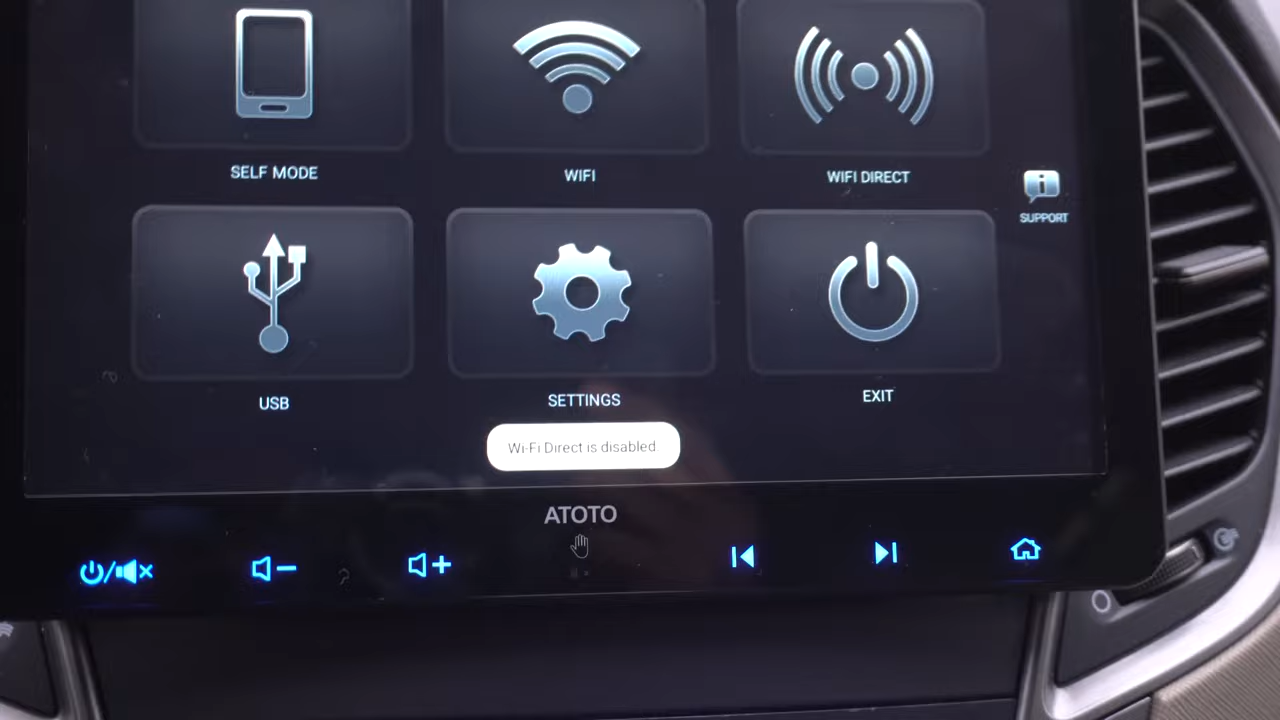 SELF MODE
WIFI
WIFI DIRECT
SUPPORT
USB
SETTINGS
EXIT
Wi-Fi Direct is disabled.
ATOTO